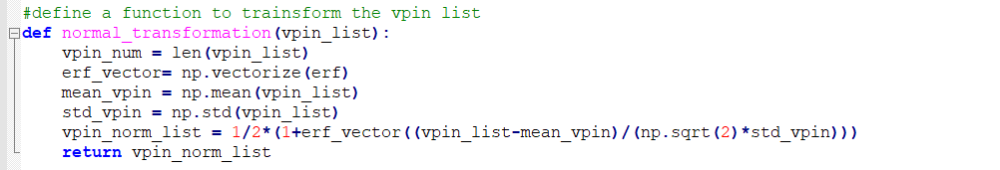 #define a function to trainsform the vpin list
def normal_transformation(vpin_list):
    vpin_num = len(vpin_list)
    erf_vector= np.vectorize(erf)
    mean_vpin = np.mean(vpin_list)
    std_vpin = np.std(vpin_list)
    vpin_norm_list = 1/2*(1+erf_vector((vpin_list-mean_vpin)/(np.sqrt(2)*std_vpin)))
    return vpin_norm_list